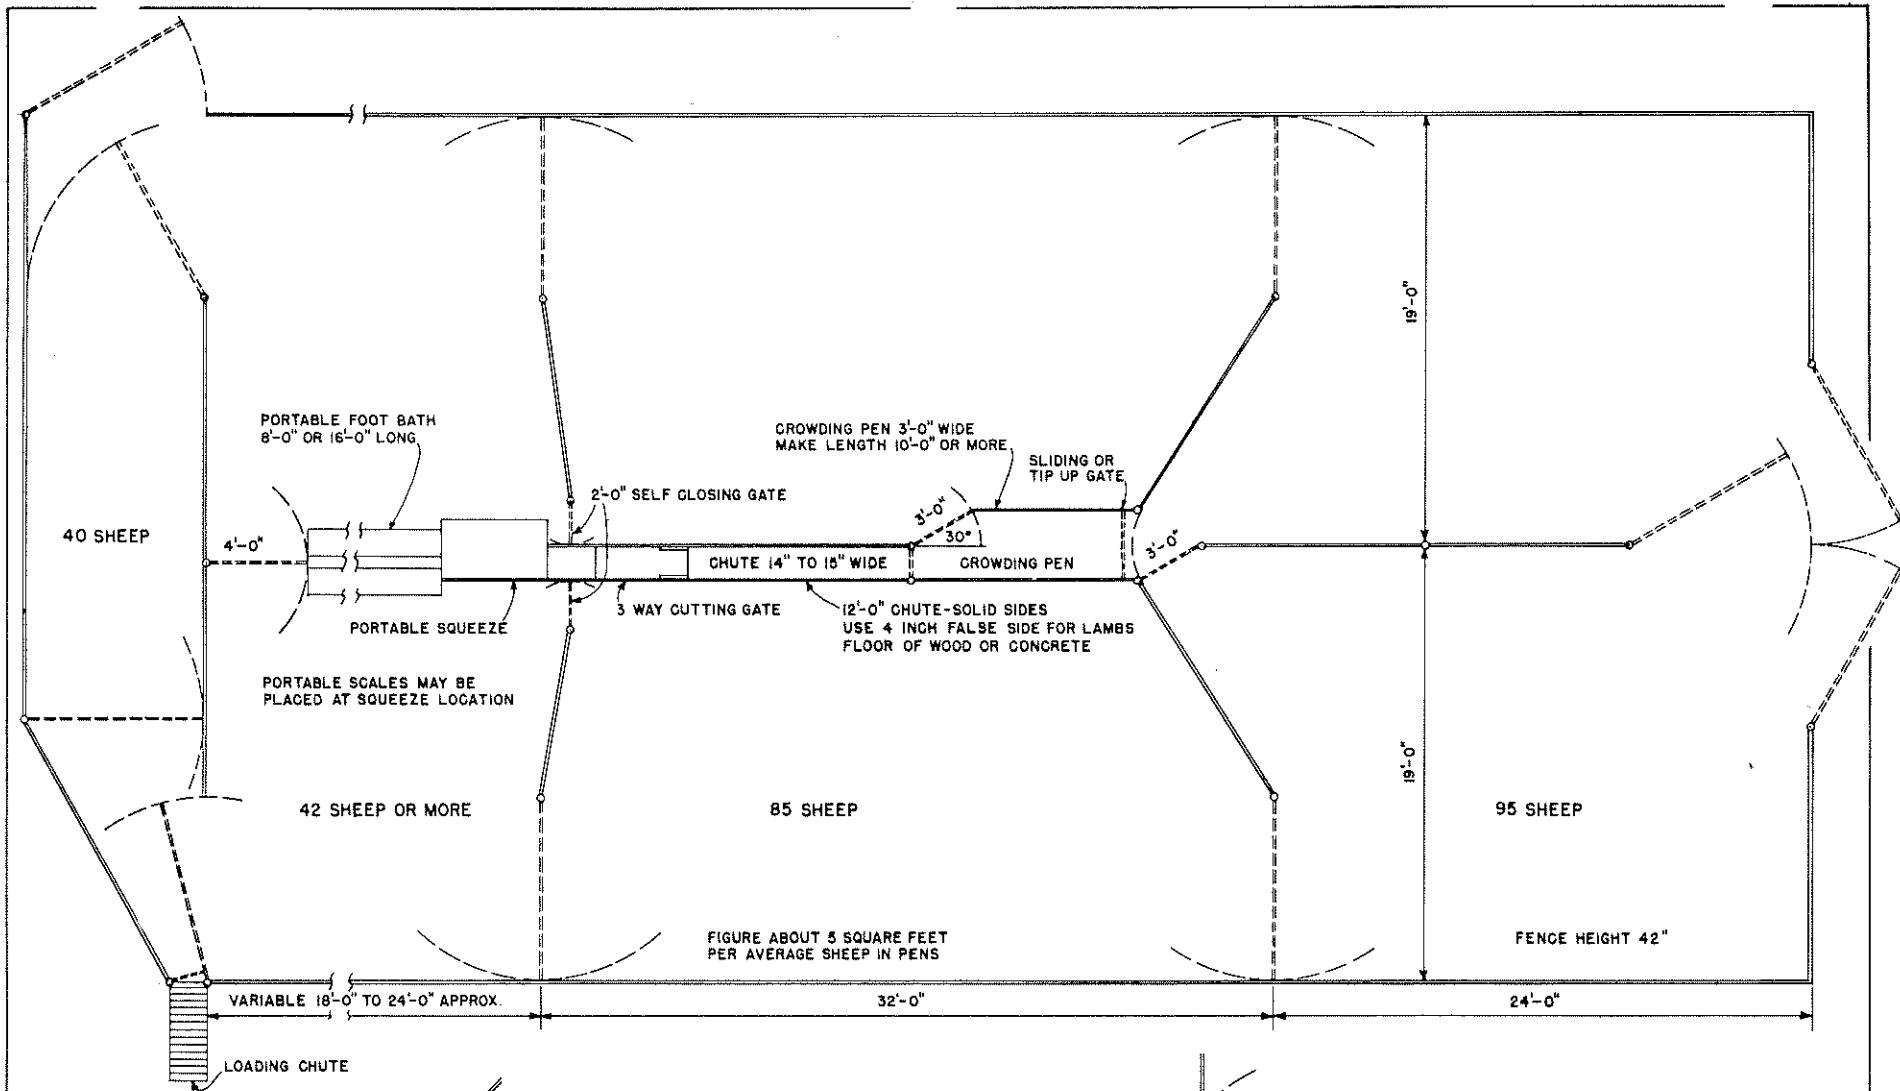 PORTABLE FOOT BATH
8'-0" OR 16'-0" LONG
CROWDING PEN 3'-0" WIDE
MAKE LENGTH 10'-0" OR MORE
SLIDING OR
TIP UP GATE
19'-0"
2'-0" SELF CLOSING GATE
40 SHEEP
4'-0"
3'-0"
30°
3'-0"
CHUTE 14" TO 15" WIDE
CROWDING PEN
PORTABLE SQUEEZE
3 WAY CUTTING GATE
12'-0" CHUTE-SOLID SIDES
USE 4 INCH FALSE SIDE FOR LAMBS
FLOOR OF WOOD OR CONCRETE
PORTABLE SCALES MAY BE
PLACED AT SQUEEZE LOCATION
19'-0"
42 SHEEP OR MORE
85 SHEEP
95 SHEEP
FIGURE ABOUT 5 SQUARE FEET
PER AVERAGE SHEEP IN PENS
FENCE HEIGHT 42"
VARIABLE 18'-0" TO 24'-0" APPROX.
32'-0"
24'-0"
LOADING CHUTE